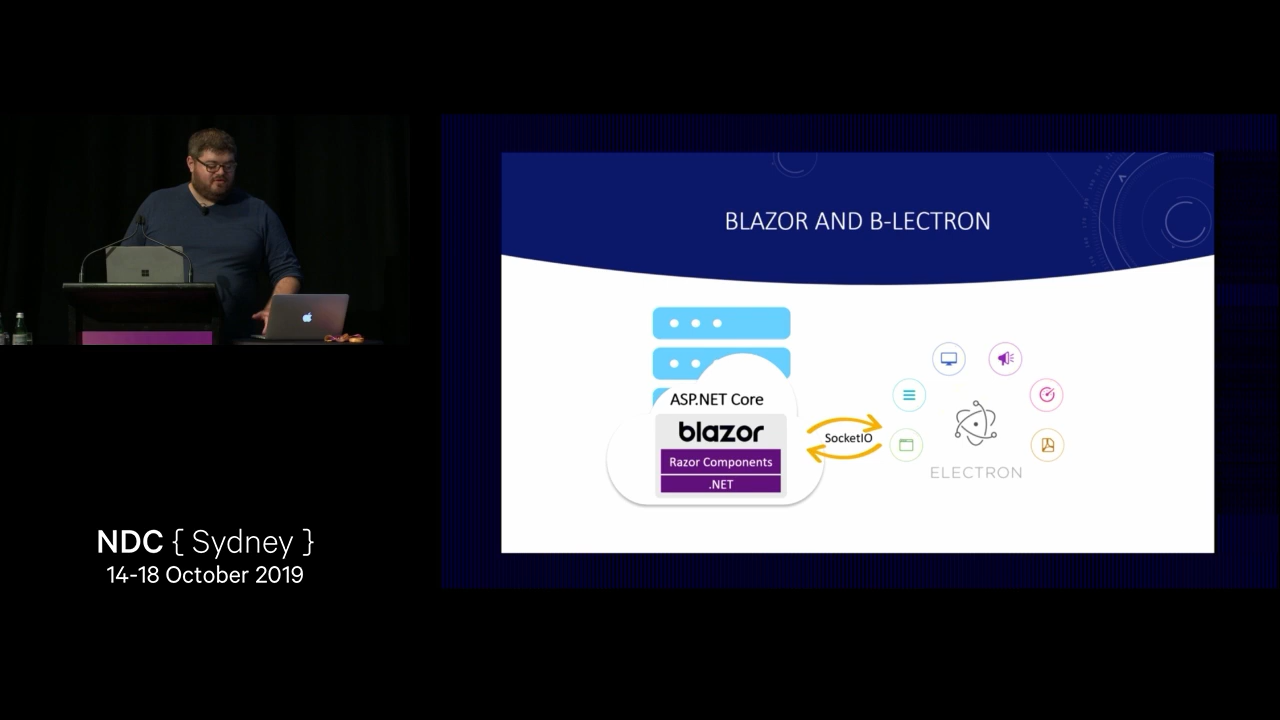 BLAZOR AND B-LECTRON
ASP.NET Core
blazor
Razor Components
.NET
SocketIO
ELECTRON
NDC { Sydney }
14-18 October 2019